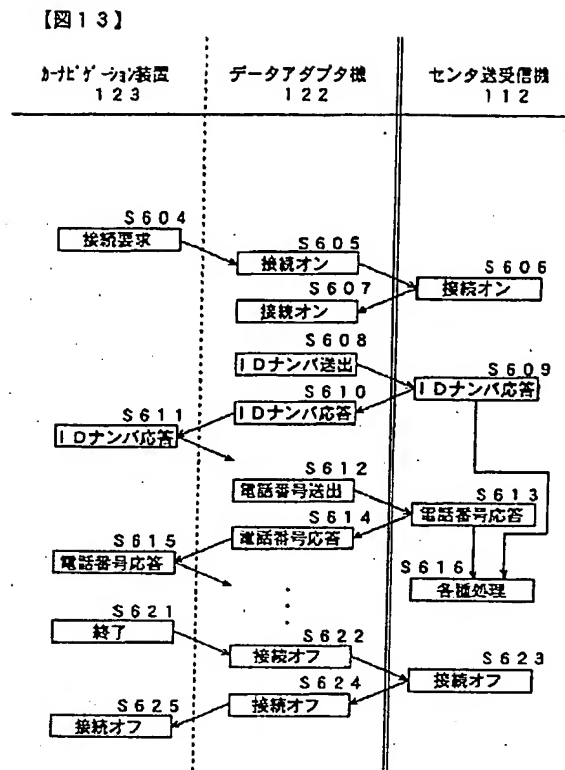 【図13】
ｶｰﾅﾋﾞｹﾞｰｼｮﾝ装置 データアダプタ機 センタ送受信機
123 122 112
S604
接続要求
S605
接続オン
S606
接続オン
S607
接続オン
S608
IDナンバ送出
S609
IDナンバ応答
S610
IDナンバ応答
S611
IDナンバ応答
S612
電話番号送出
S613
電話番号応答
S614
電話番号応答
S615
電話番号応答
S616
各種処理
S621
終了
S622
接続オフ
S623
接続オフ
S624
接続オフ
S625
接続オフ